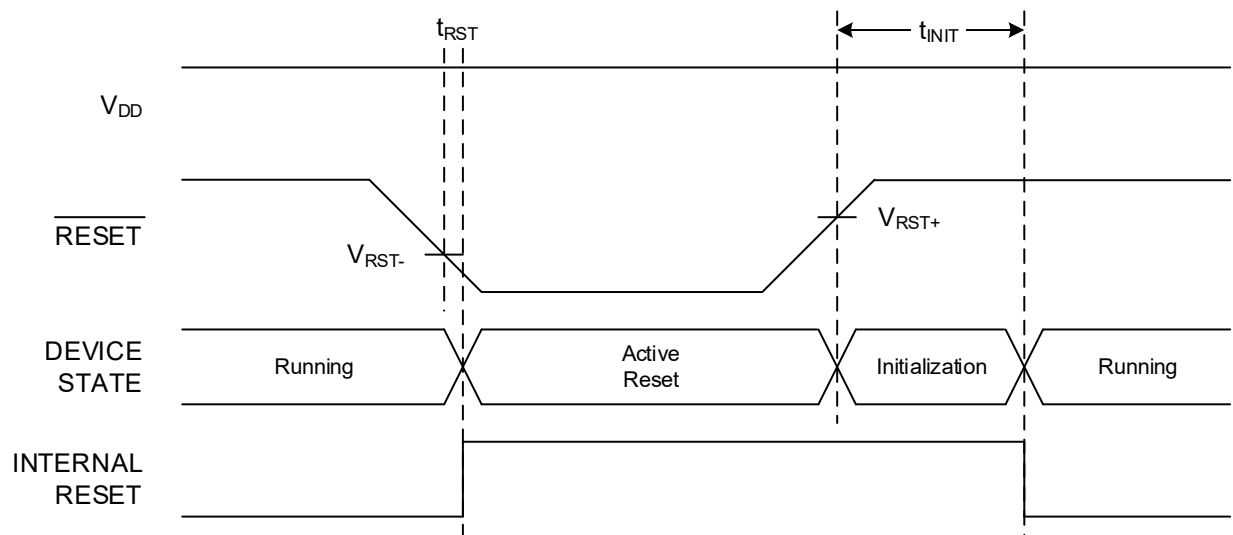 tRST
tINIT
VDD
RESET
VRST-
VRST+
DEVICE
STATE
Running
Active
Reset
Initialization
Running
INTERNAL
RESET